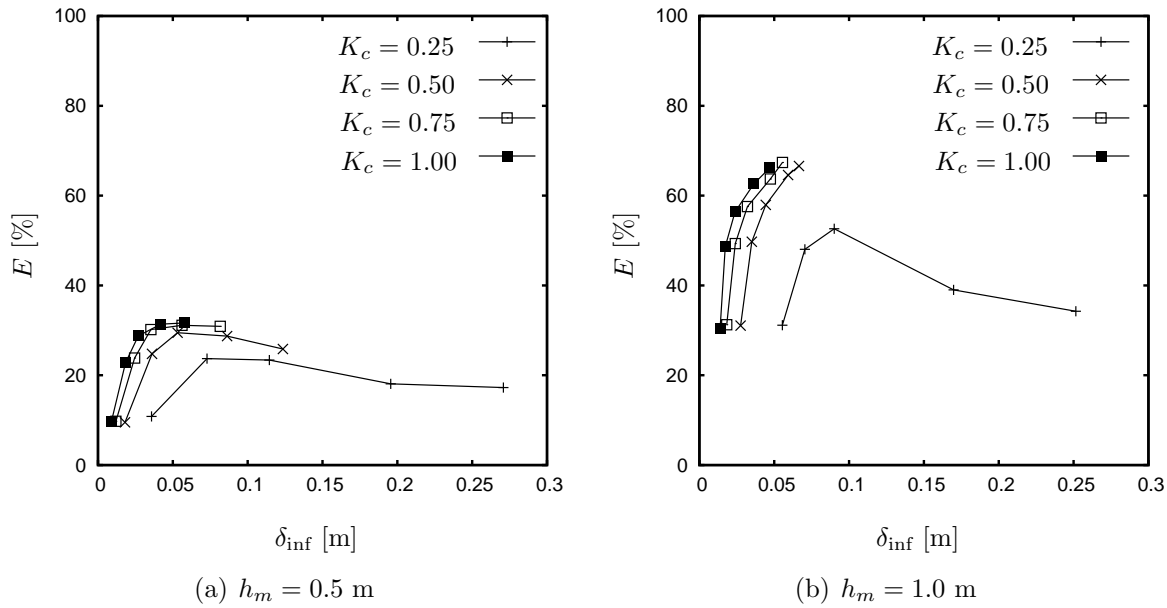 100
80
60
40
20
0
E [%]
K_c = 0.25
K_c = 0.50
K_c = 0.75
K_c = 1.00
0 0.05 0.1 0.15 0.2 0.25 0.3
δ_inf [m]
(a) h_m = 0.5 m
100
80
60
40
20
0
E [%]
K_c = 0.25
K_c = 0.50
K_c = 0.75
K_c = 1.00
0 0.05 0.1 0.15 0.2 0.25 0.3
δ_inf [m]
(b) h_m = 1.0 m